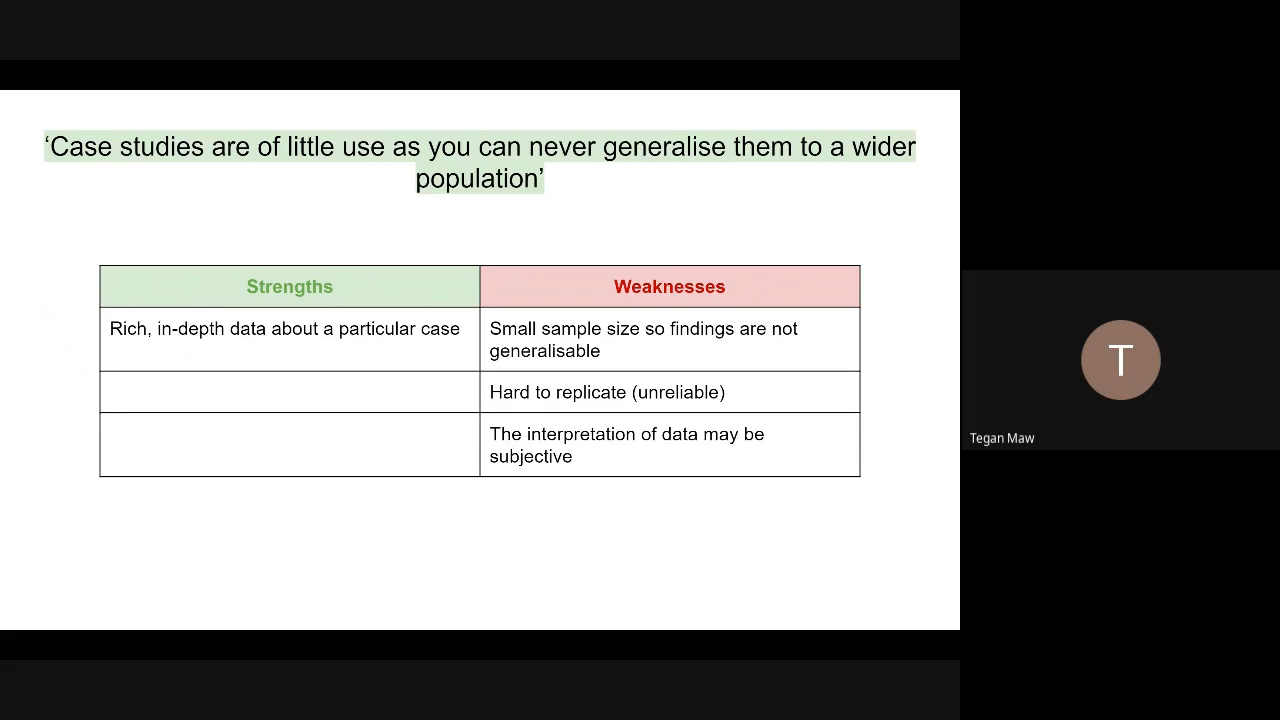 ‘Case studies are of little use as you can never generalise them to a wider
population’
Strengths
Weaknesses
Rich, in-depth data about a particular case
Small sample size so findings are not
generalisable
Hard to replicate (unreliable)
The interpretation of data may be
subjective
T
Tegan Maw